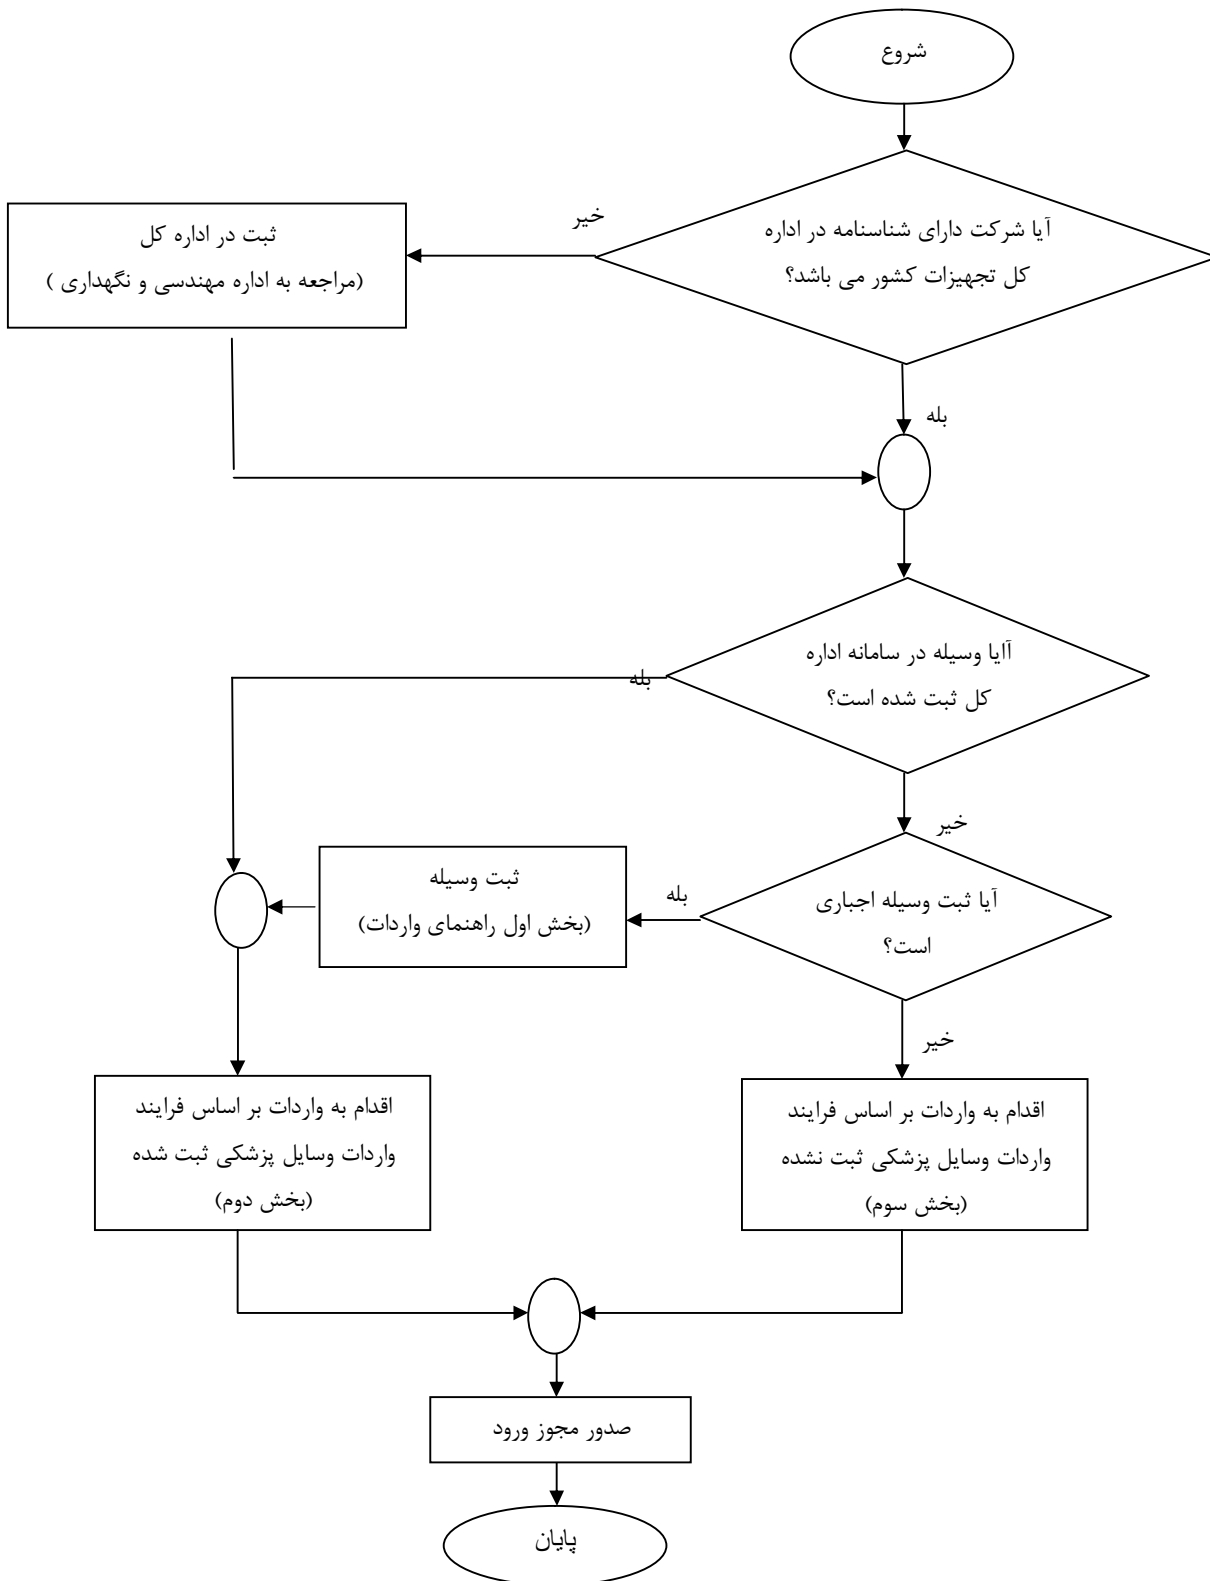 شروع
آیا شرکت دارای شناسنامه در اداره
کل تجهیزات کشور می باشد؟
خیر
ثبت در اداره کل
(مراجعه به اداره مهندسی و نگهداری )
بله
آایا وسیله در سامانه اداره
کل ثبت شده است؟
بله
خیر
آیا ثبت وسیله اجباری
است؟
بله
ثبت وسیله
(بخش اول راهنمای واردات)
خیر
اقدام به واردات بر اساس فرایند
واردات وسایل پزشکی ثبت نشده
(بخش سوم)
اقدام به واردات بر اساس فرایند
واردات وسایل پزشکی ثبت شده
(بخش دوم)
صدور مجوز ورود
پایان